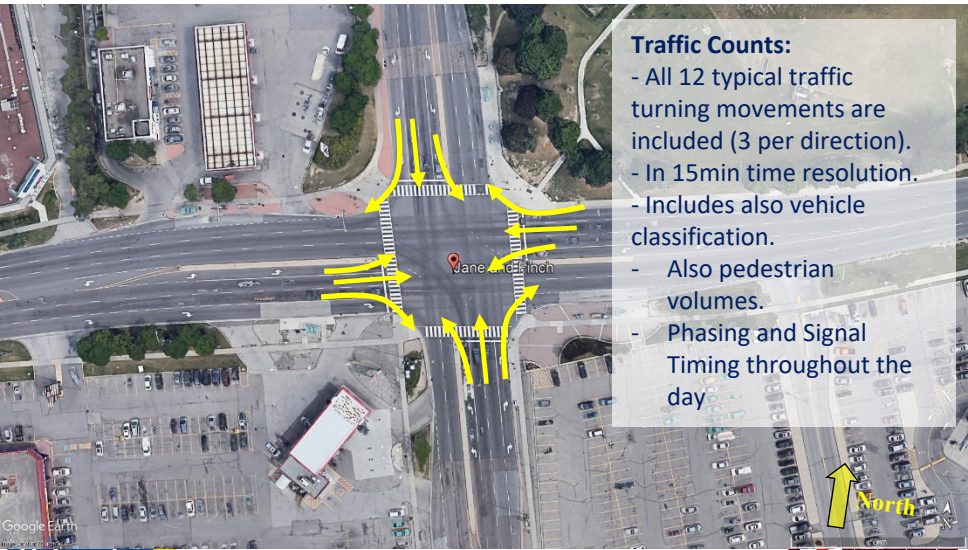 Traffic Counts:
- All 12 typical traffic
turning movements are
included (3 per direction).
- In 15min time resolution.
- Includes also vehicle
classification.
- Also pedestrian
volumes.
- Phasing and Signal
Timing throughout the
day
Jane and Finch
North
N
Google Earth